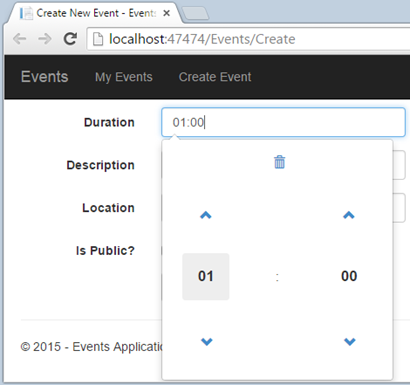 Create New Event - Events
localhost:47474/Events/Create
Events My Events Create Event
Duration 01:00
Description
Location
Is Public?
01 : 00
© 2015 - Events Applicatio